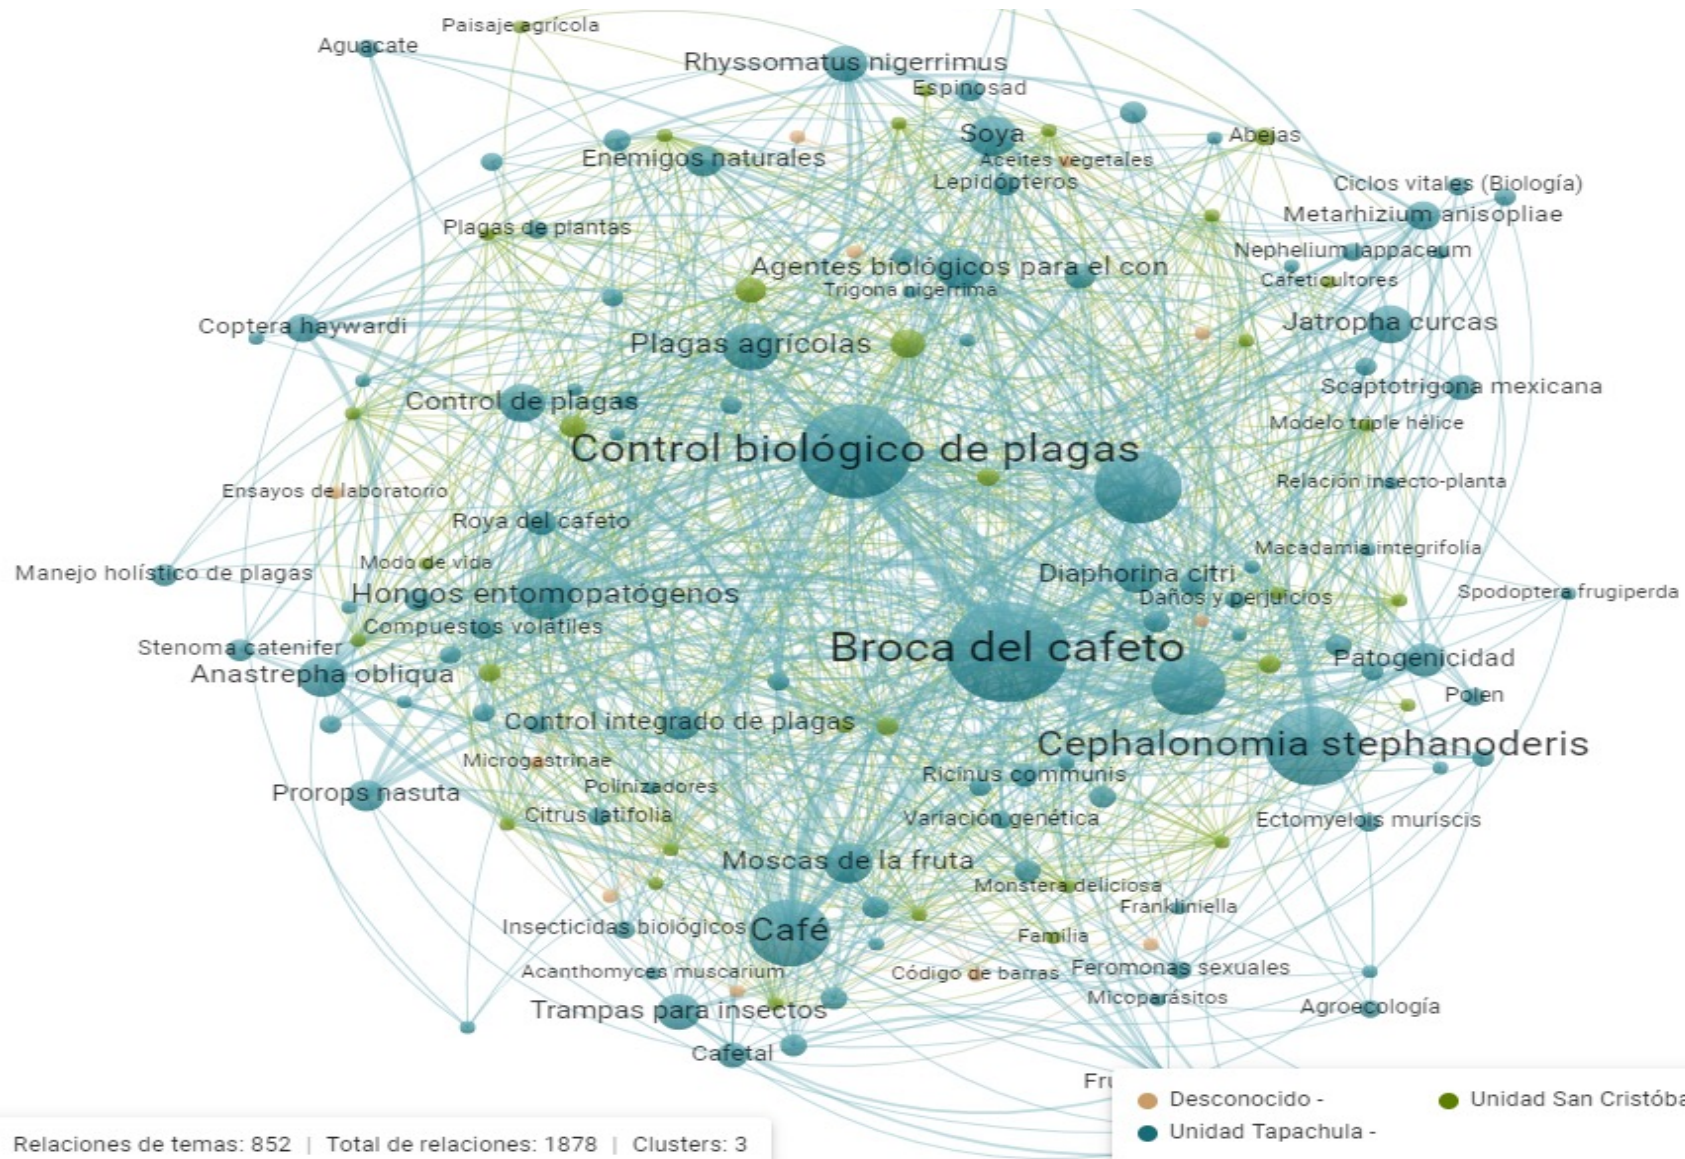 Paisaje agrícola
Aguacate
Rhyssomatus nigerrimus
Espinosad
Soya
Abejas
Enemigos naturales
Aceites vegetales
Lepidópteros
Ciclos vitales (Biología)
Metarhizium anisopliae
Plagas de plantas
Nephelium lappaceum
Agentes biológicos para el con
Cafeticultores
Trigona nigerrima
Coptera haywardi
Jatropha curcas
Plagas agrícolas
Scaptotrigona mexicana
Control de plagas
Modelo triple hélice
Control biológico de plagas
Relación insecto-planta
Ensayos de laboratorio
Roya del cafeto
Macadamia integrifolia
Modo de vida
Manejo holístico de plagas
Diaphorina citri
Hongos entomopatógenos
Daños y perjuicios
Spodoptera frugiperda
Compuestos volátiles
Stenoma catenifer
Broca del cafeto
Patogenicidad
Anastrepha obliqua
Polen
Control integrado de plagas
Cephalonomia stephanoderis
Microgastrinae
Ricinus communis
Polinizadores
Prorops nasuta
Citrus latifolia
Variación genética
Ectomyelois muriscis
Moscas de la fruta
Monstera deliciosa
Frankliniella
Insecticidas biológicos
Café
Familia
Acanthomyces muscarium
Código de barras
Feromonas sexuales
Micoparásitos
Agroecología
Trampas para insectos
Cafetal
Fru
Desconocido -
Unidad San Cristóba
Unidad Tapachula -
Relaciones de temas: 852 | Total de relaciones: 1878 | Clusters: 3